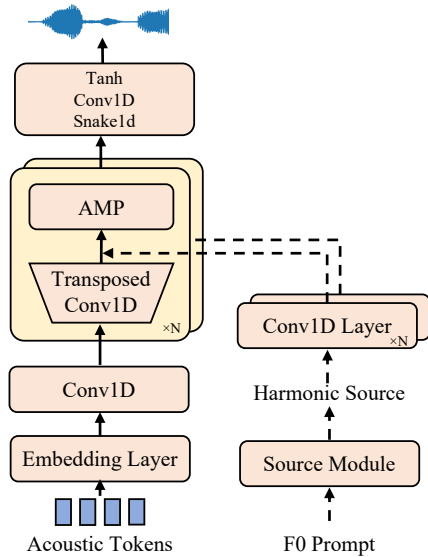 Tanh
Conv1D
Snake1d
AMP
Transposed
Conv1D
×N
Conv1D Layer
×N
Conv1D
Harmonic Source
Embedding Layer
Source Module
Acoustic Tokens
F0 Prompt